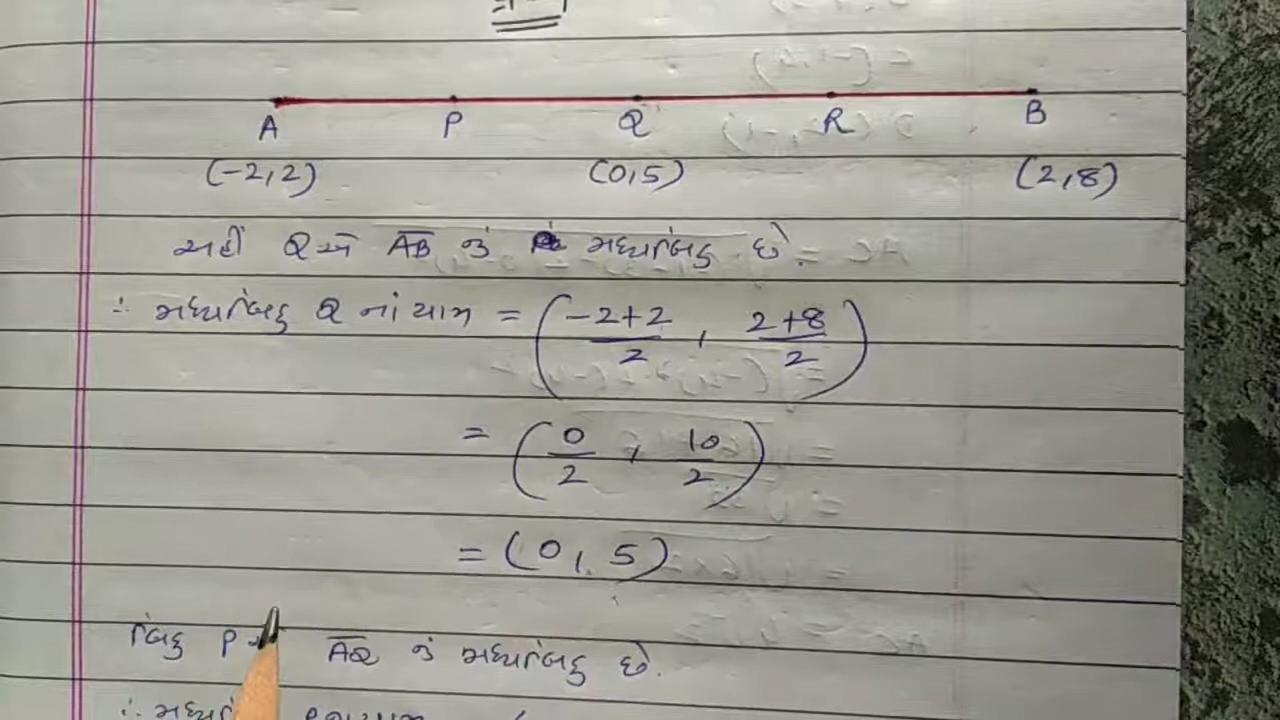 A P Q R B
(-2,2) (0,5) (2,8)
અહીં Q એ AB નું મધ્યબિંદુ છે.
∴ મધ્યબિંદુ Q નાં યામ = (-2+2/2 , 2+8/2)
= (0/2 , 10/2)
= (0, 5)
બિંદુ P AQ નું મધ્યબિંદુ છે.